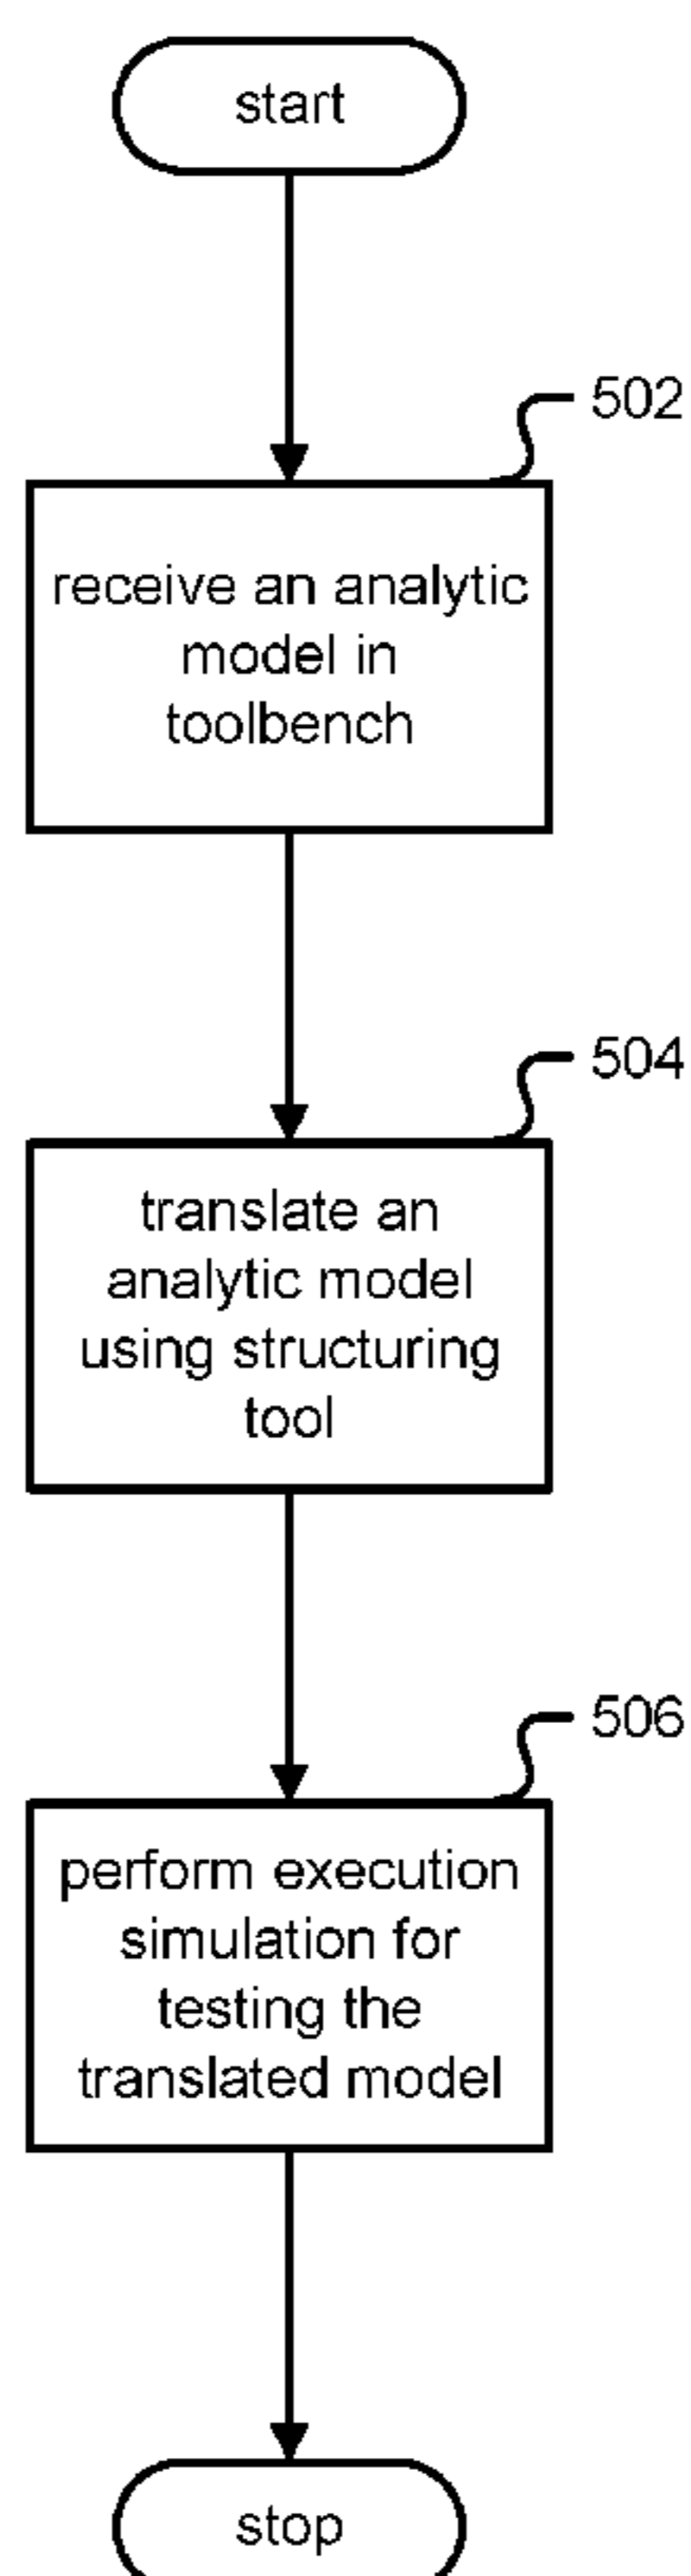 start
502
receive an analytic
model in
toolbench
504
translate an
analytic model
using structuring
tool
506
perform execution
simulation for
testing the
translated model
stop